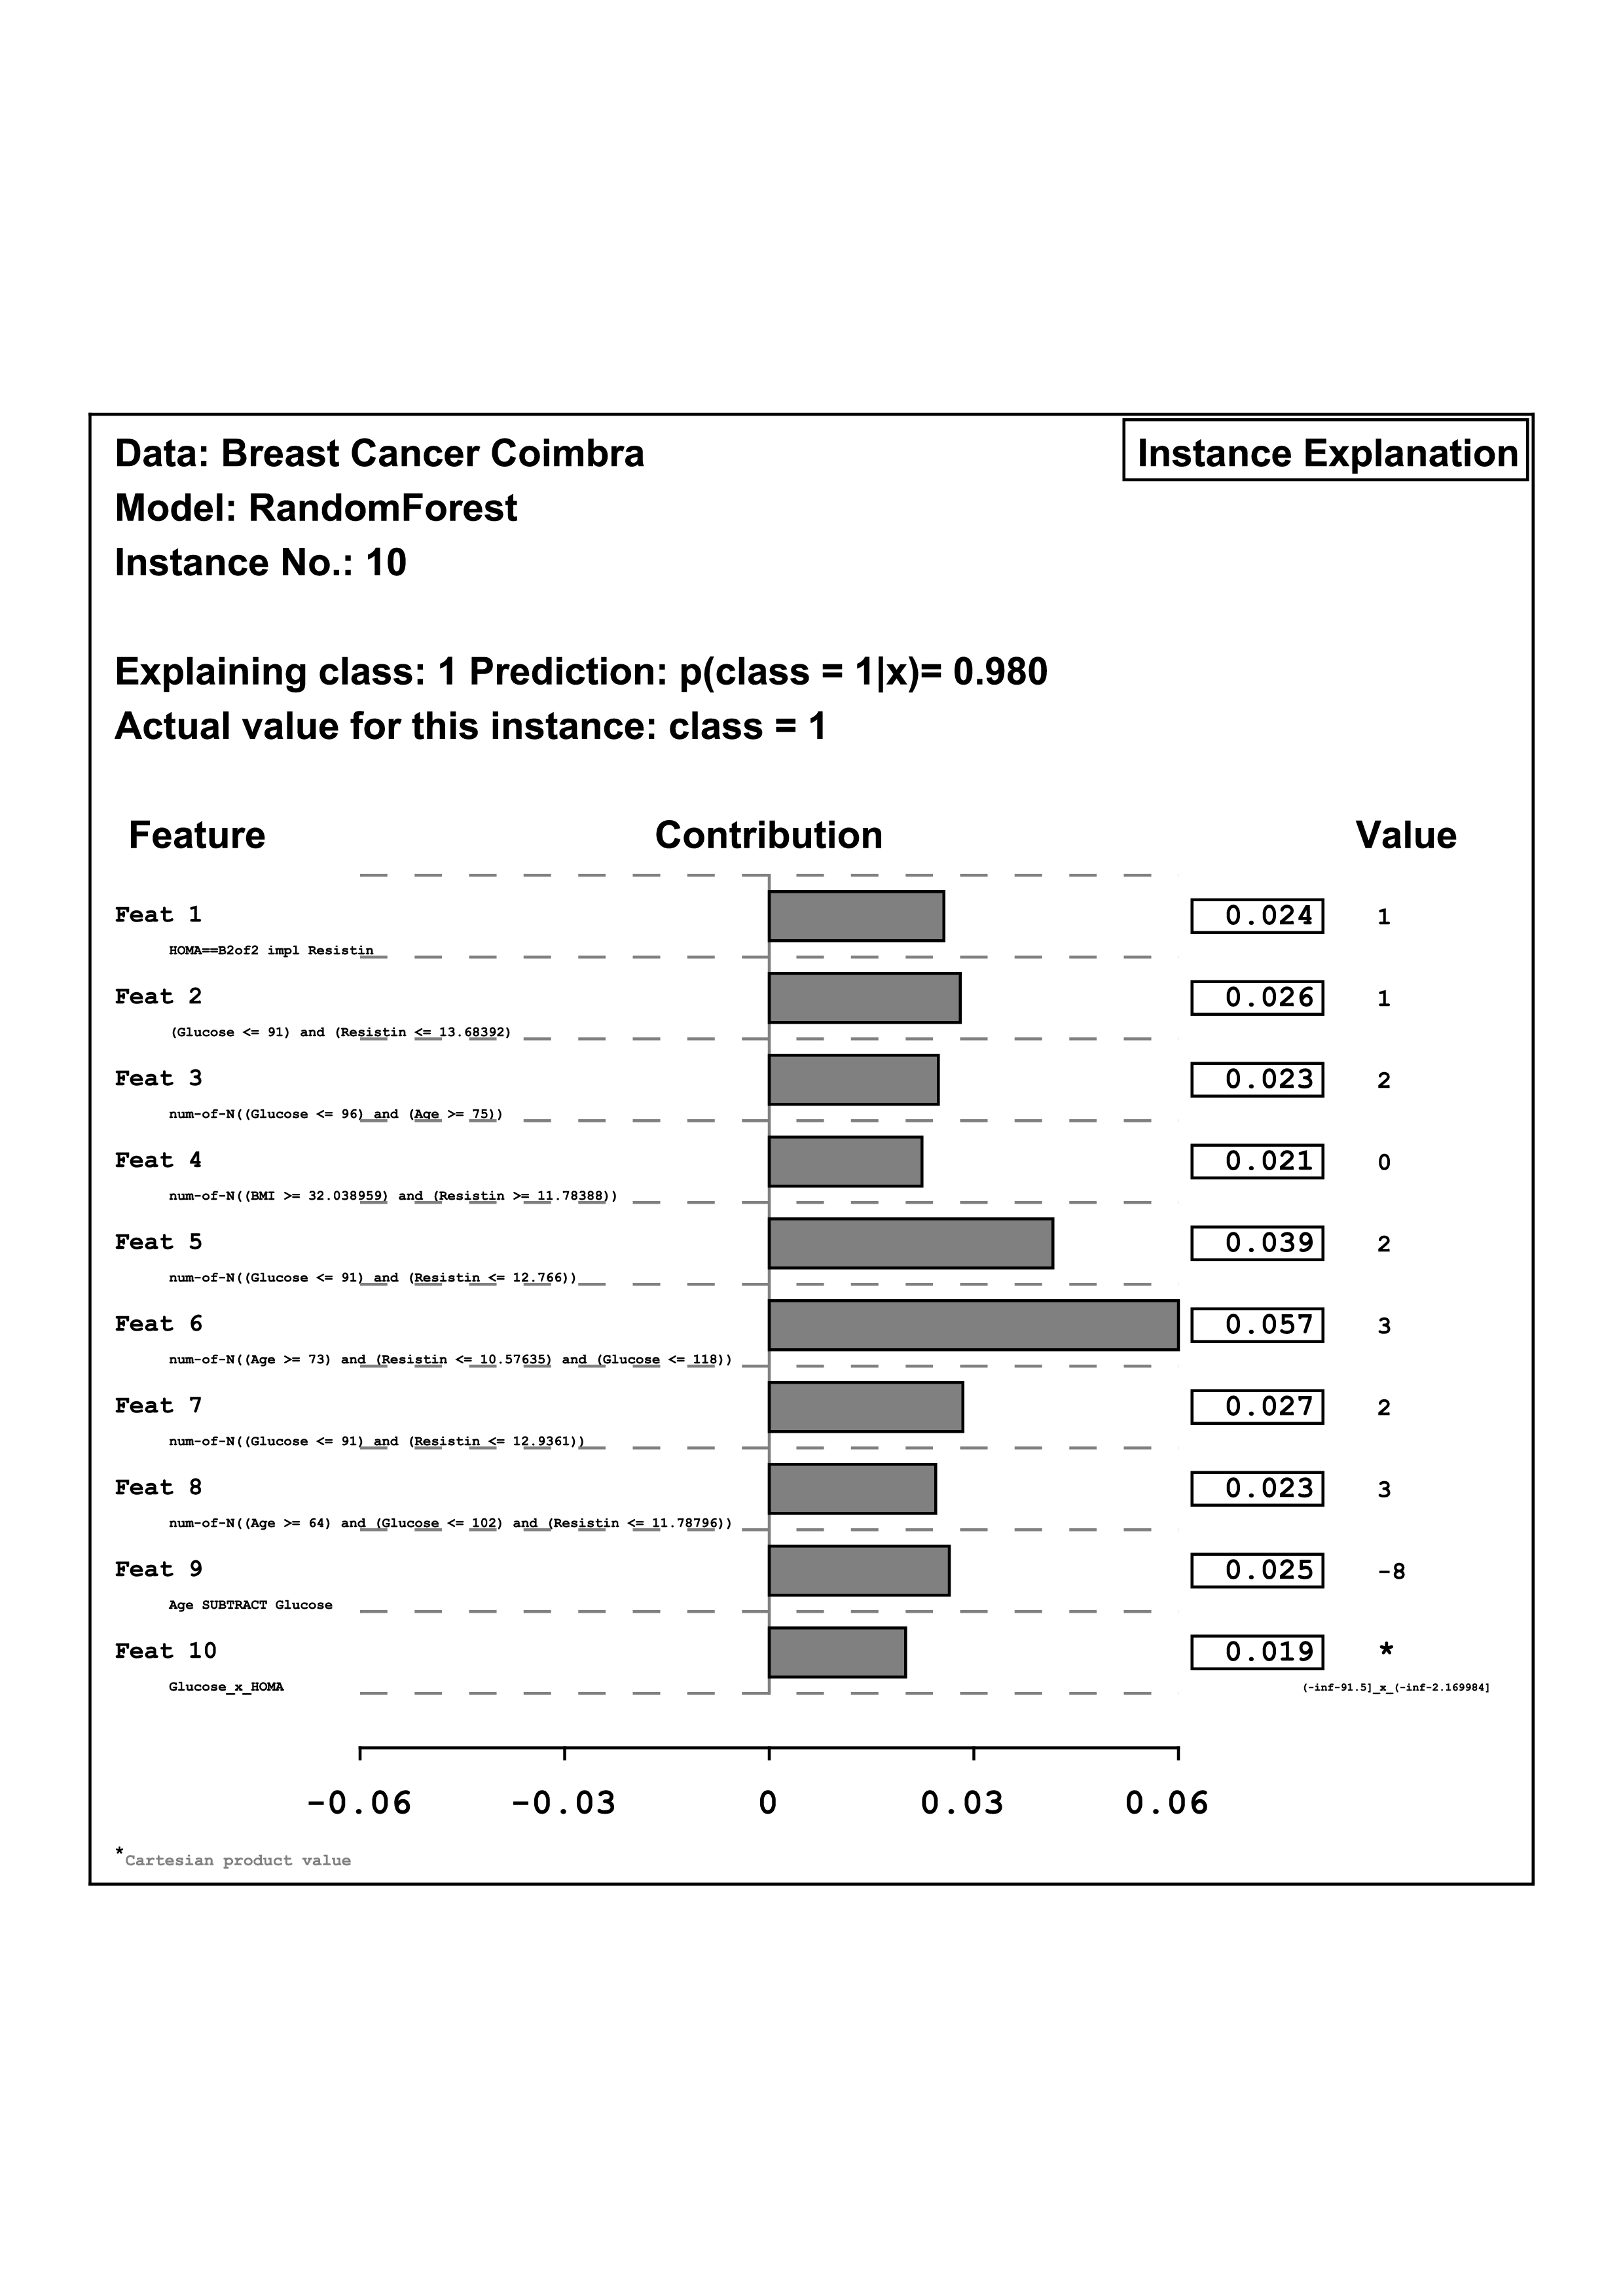 Data: Breast Cancer Coimbra
Instance Explanation
Model: RandomForest
Instance No.: 10
Explaining class: 1 Prediction: p(class = 1|x)= 0.980
Actual value for this instance: class = 1
Feature Contribution Value
Feat 1 0.024 1
HOMA==B2of2 impl Resistin
Feat 2 0.026 1
(Glucose <= 91) and (Resistin <= 13.68392)
Feat 3 0.023 2
num-of-N((Glucose <= 96) and (Age >= 75))
Feat 4 0.021 0
num-of-N((BMI >= 32.038959) and (Resistin >= 11.78388))
Feat 5 0.039 2
num-of-N((Glucose <= 91) and (Resistin <= 12.766))
Feat 6 0.057 3
num-of-N((Age >= 73) and (Resistin <= 10.57635) and (Glucose <= 118))
Feat 7 0.027 2
num-of-N((Glucose <= 91) and (Resistin <= 12.9361))
Feat 8 0.023 3
num-of-N((Age >= 64) and (Glucose <= 102) and (Resistin <= 11.78796))
Feat 9 0.025 -8
Age SUBTRACT Glucose
Feat 10 0.019 *
Glucose_x_HOMA (-inf-91.5]_x_(-inf-2.169984]
-0.06 -0.03 0 0.03 0.06
*Cartesian product value